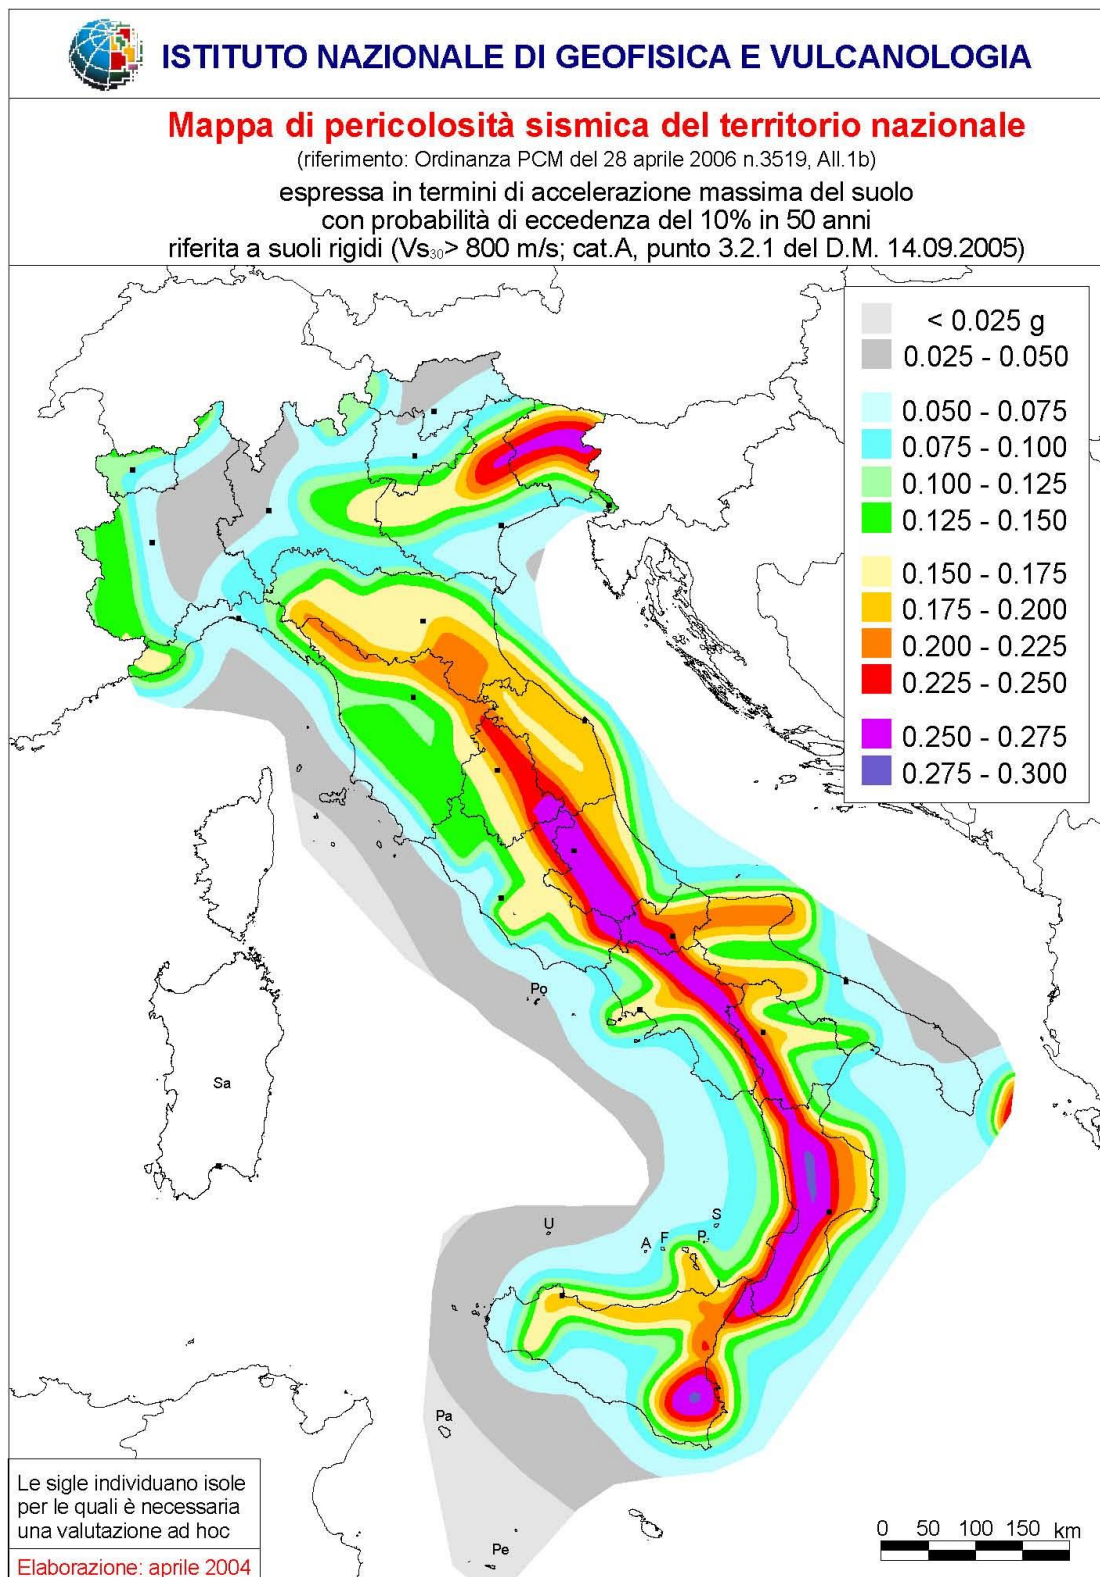 ISTITUTO NAZIONALE DI GEOFISICA E VULCANOLOGIA
Mappa di pericolosità sismica del territorio nazionale
(riferimento: Ordinanza PCM del 28 aprile 2006 n.3519, All.1b)
espressa in termini di accelerazione massima del suolo
con probabilità di eccedenza del 10% in 50 anni
riferita a suoli rigidi (Vs₃₀> 800 m/s; cat.A, punto 3.2.1 del D.M. 14.09.2005)
< 0.025 g
0.025 - 0.050
0.050 - 0.075
0.075 - 0.100
0.100 - 0.125
0.125 - 0.150
0.150 - 0.175
0.175 - 0.200
0.200 - 0.225
0.225 - 0.250
0.250 - 0.275
0.275 - 0.300
Po
Sa
S
U
P
F
A
Pa
Pe
Le sigle individuano isole
per le quali è necessaria
una valutazione ad hoc
Elaborazione: aprile 2004
0 50 100 150 km